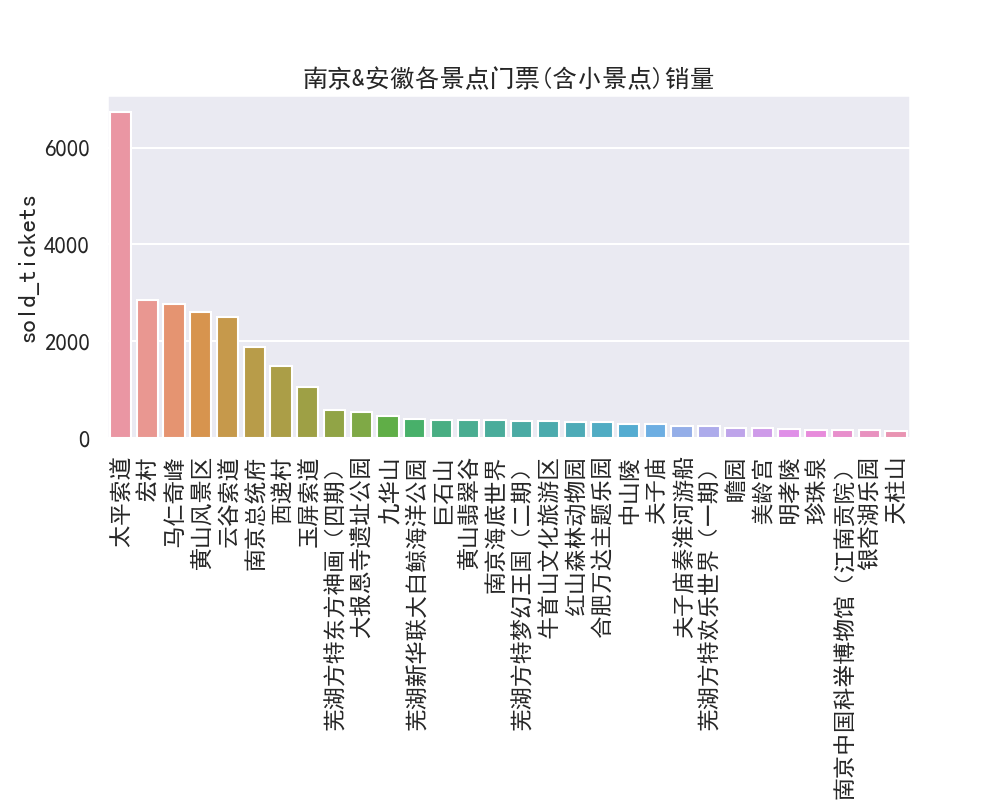 南京&安徽各景点门票(含小景点)销量
sold_tickets
6000
4000
2000
0
太平索道
宏村
马仁奇峰
黄山风景区
云谷索道
南京总统府
西递村
玉屏索道
芜湖方特东方神画（四期）
大报恩寺遗址公园
九华山
芜湖新华联大白鲸海洋公园
巨石山
黄山翡翠谷
南京海底世界
芜湖方特梦幻王国（二期）
牛首山文化旅游区
红山森林动物园
合肥万达主题乐园
中山陵
夫子庙
夫子庙秦淮河游船
芜湖方特欢乐世界（一期）
瞻园
美龄宫
明孝陵
珍珠泉
南京中国科举博物馆（江南贡院）
银杏湖乐园
天柱山